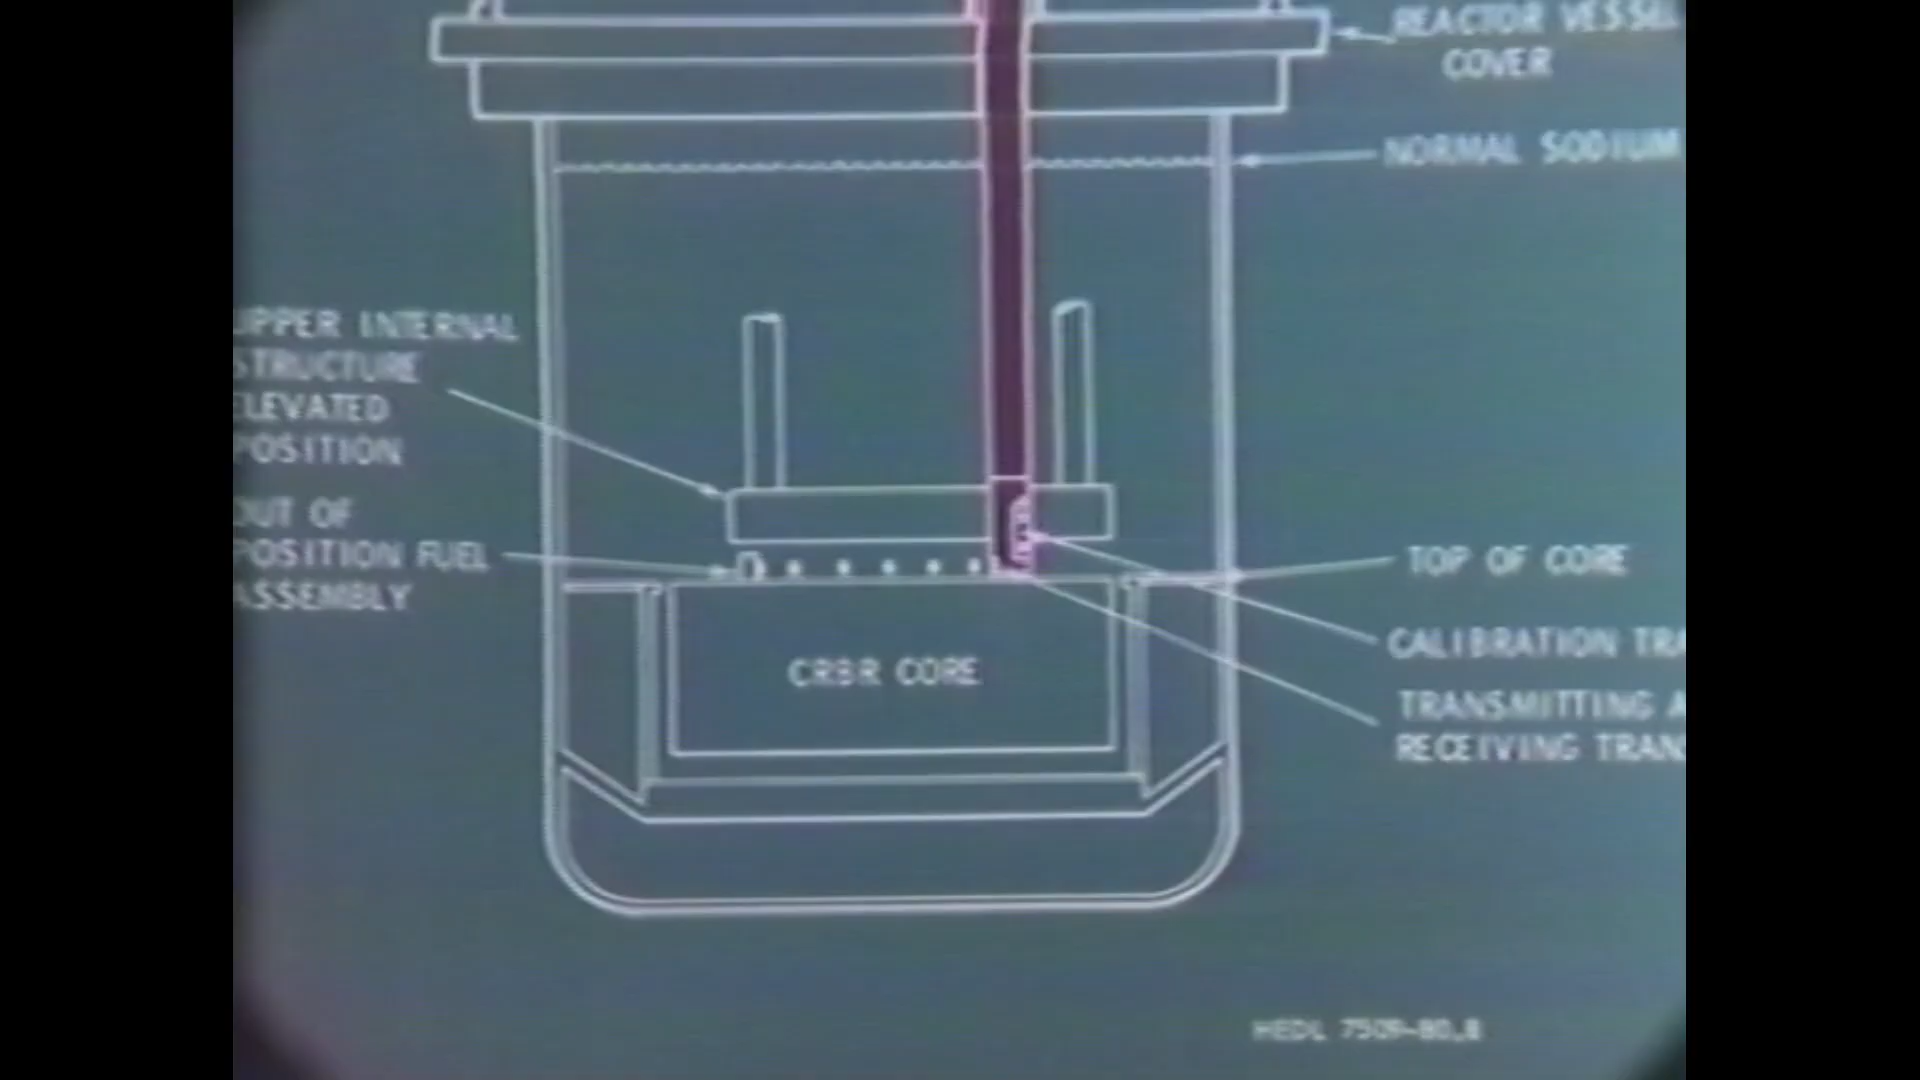 REACTOR VESSEL
COVER
NORMAL SODIUM
UPPER INTERNAL
STRUCTURE
ELEVATED
POSITION
OUT OF
POSITION FUEL
ASSEMBLY
TOP OF CORE
CALIBRATION TRA
TRANSMITTING A
RECEIVING TRANS
CRBR CORE
HEDL 7509-80.8